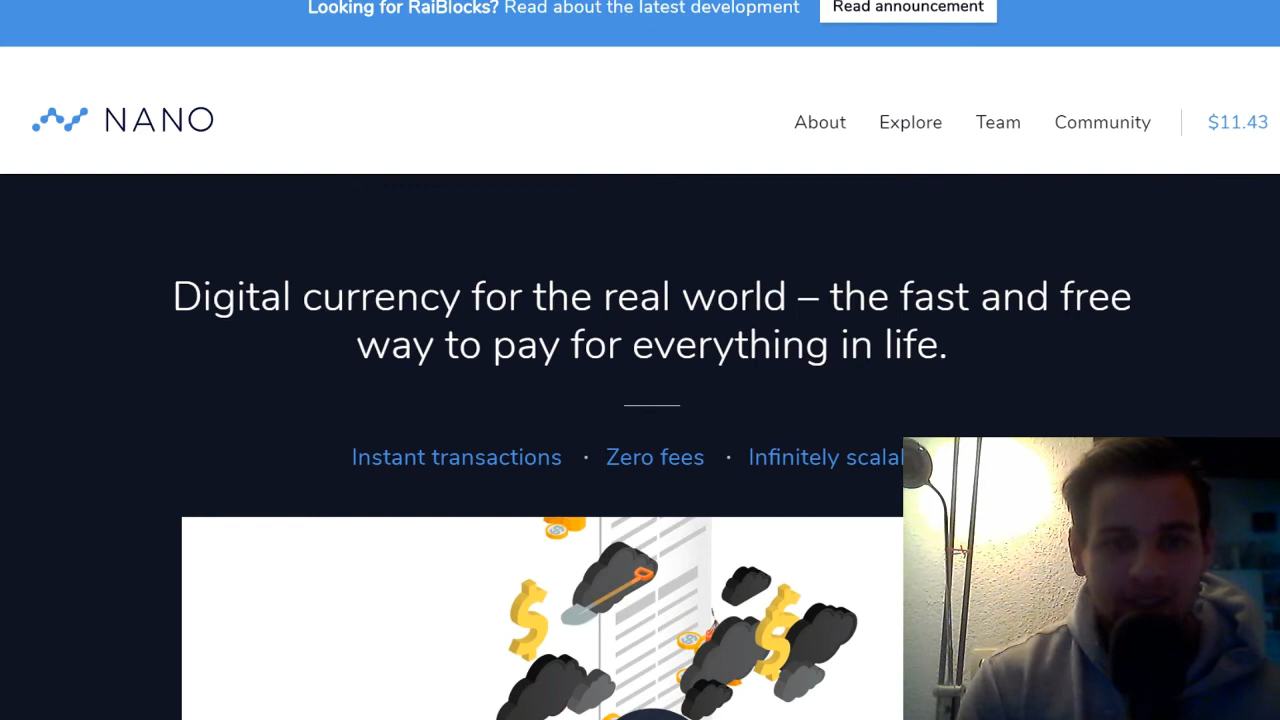 Looking for RaiBlocks? Read about the latest development Read announcement
NANO About Explore Team Community $11.43
Digital currency for the real world – the fast and free
way to pay for everything in life.
Instant transactions · Zero fees · Infinitely